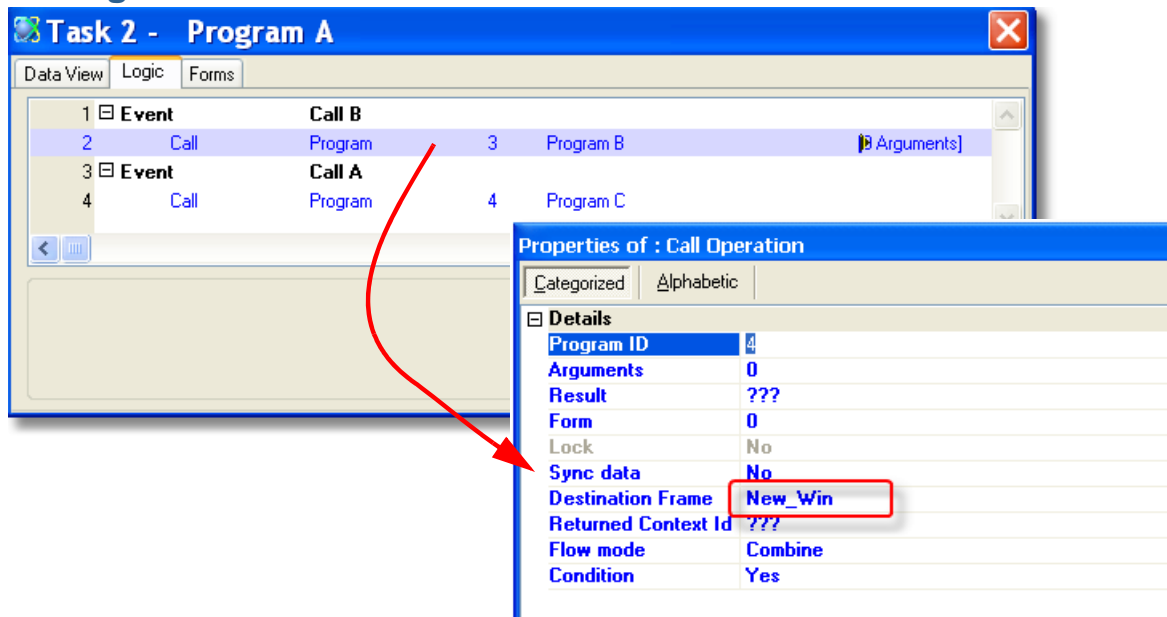 Task 2 - Program A
Data View Logic Forms
1 Event Call B
2 Call Program 3 Program B Arguments]
3 Event Call A
4 Call Program 4 Program C
Properties of : Call Operation
Categorized Alphabetic
Details
Program ID 4
Arguments 0
Result ???
Form 0
Lock No
Sync data No
Destination Frame New_Win
Returned Context Id ???
Flow mode Combine
Condition Yes